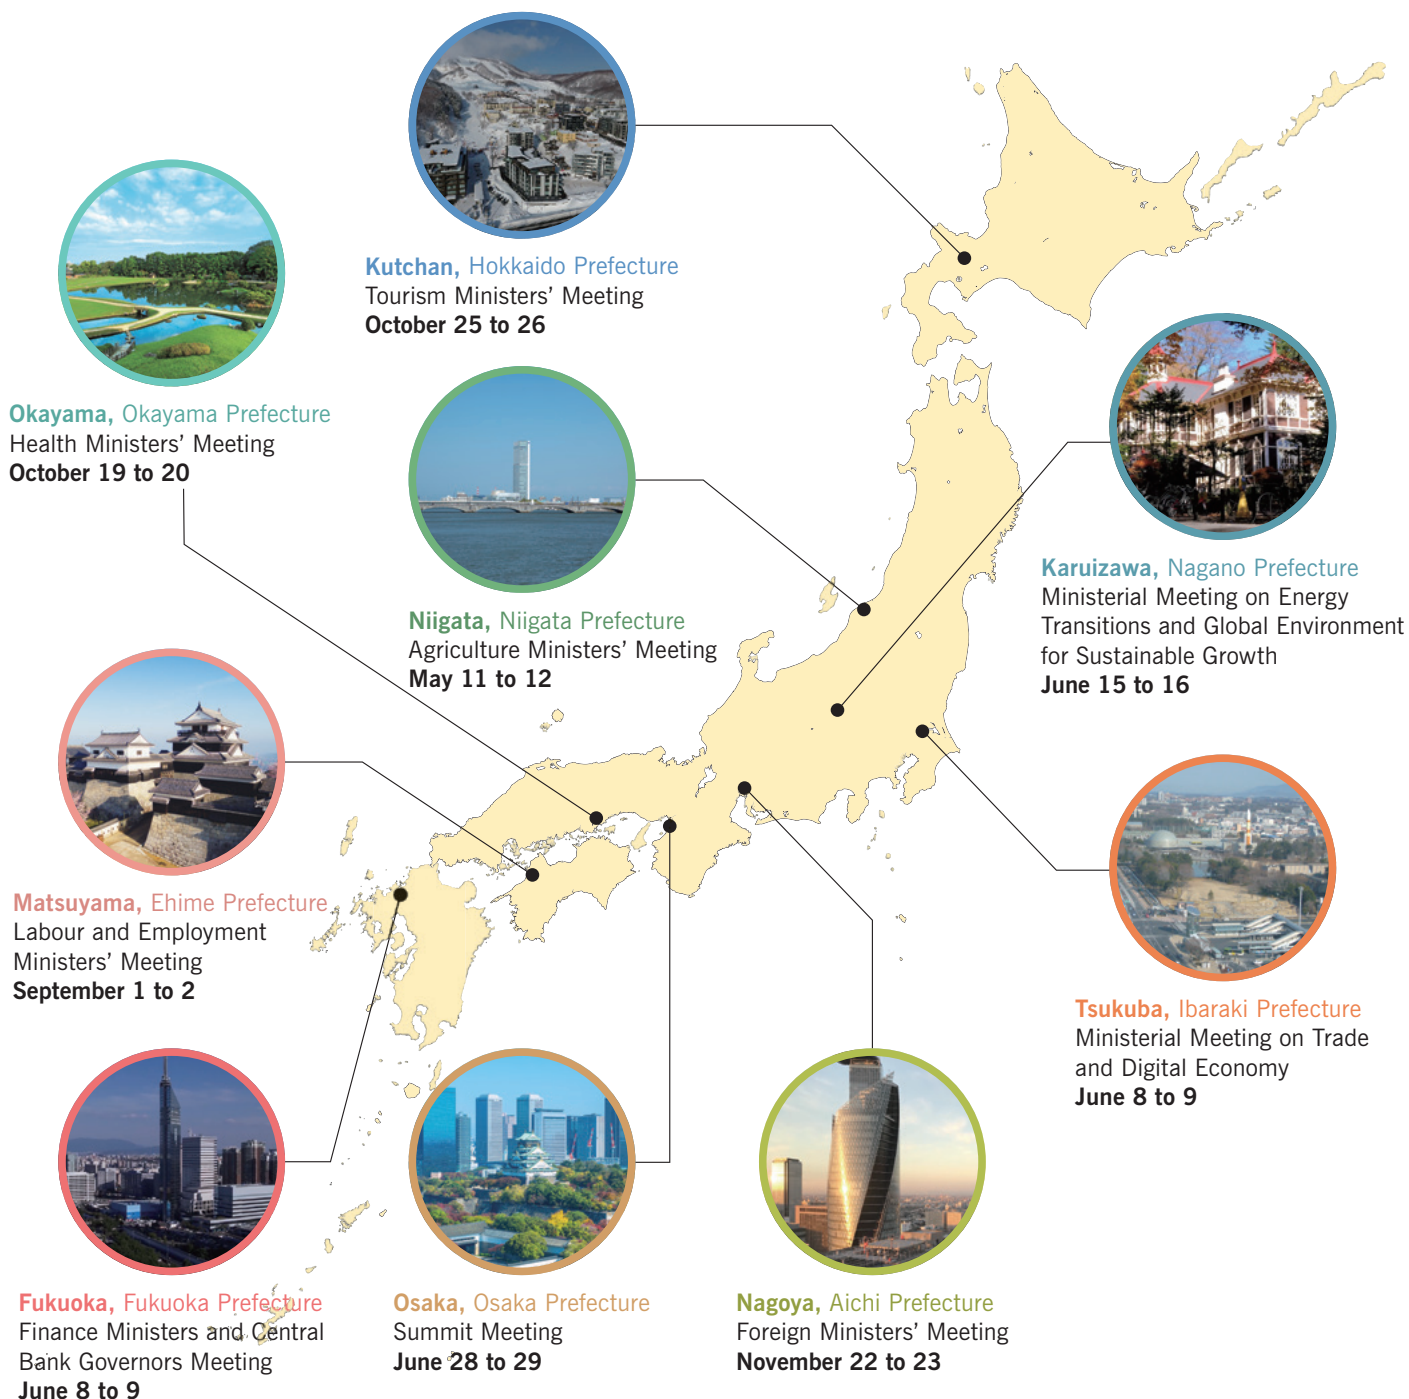 Kutchan, Hokkaido Prefecture
Tourism Ministers’ Meeting
October 25 to 26
Okayama, Okayama Prefecture
Health Ministers’ Meeting
October 19 to 20
Niigata, Niigata Prefecture
Agriculture Ministers’ Meeting
May 11 to 12
Karuizawa, Nagano Prefecture
Ministerial Meeting on Energy
Transitions and Global Environment
for Sustainable Growth
June 15 to 16
Matsuyama, Ehime Prefecture
Labour and Employment
Ministers’ Meeting
September 1 to 2
Tsukuba, Ibaraki Prefecture
Ministerial Meeting on Trade
and Digital Economy
June 8 to 9
Fukuoka, Fukuoka Prefecture
Finance Ministers and Central
Bank Governors Meeting
June 8 to 9
Osaka, Osaka Prefecture
Summit Meeting
June 28 to 29
Nagoya, Aichi Prefecture
Foreign Ministers’ Meeting
November 22 to 23